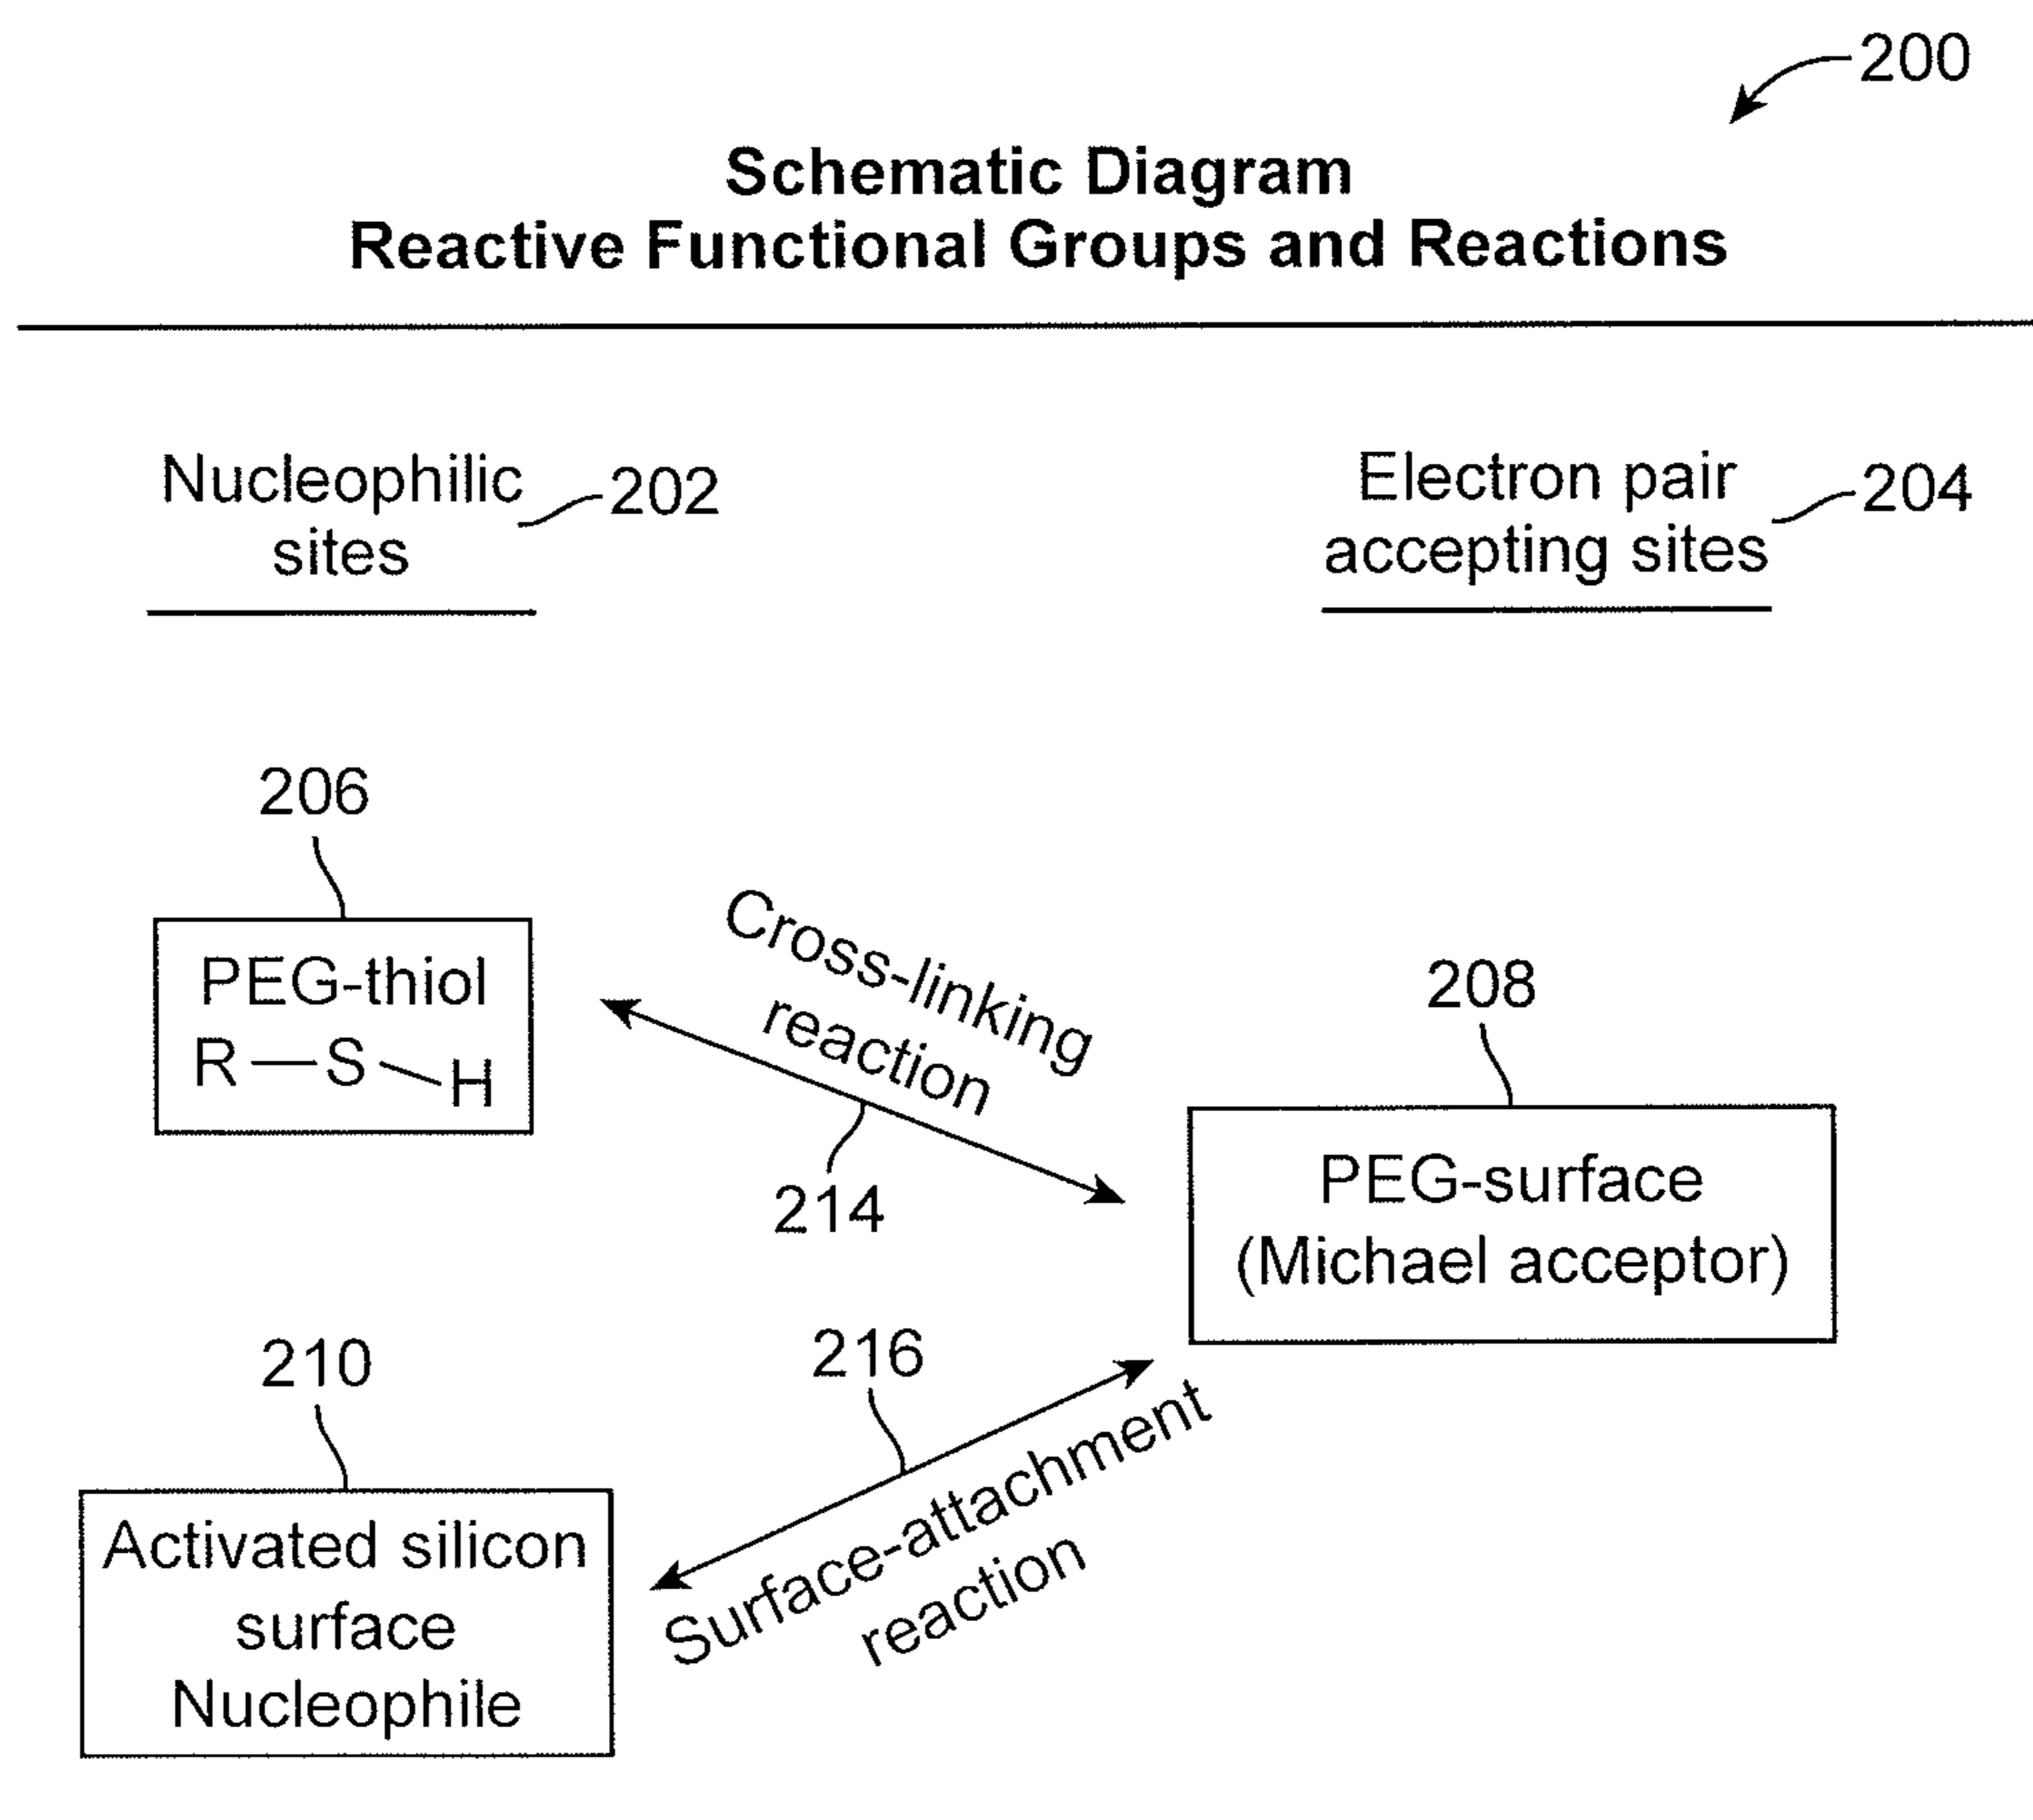 200
Schematic Diagram
Reactive Functional Groups and Reactions
Nucleophilic
sites
202
Electron pair
accepting sites
204
206
PEG-thiol
R—S—H
Cross-linking
reaction
214
208
PEG-surface
(Michael acceptor)
210
Activated silicon
surface
Nucleophile
216
Surface-attachment
reaction